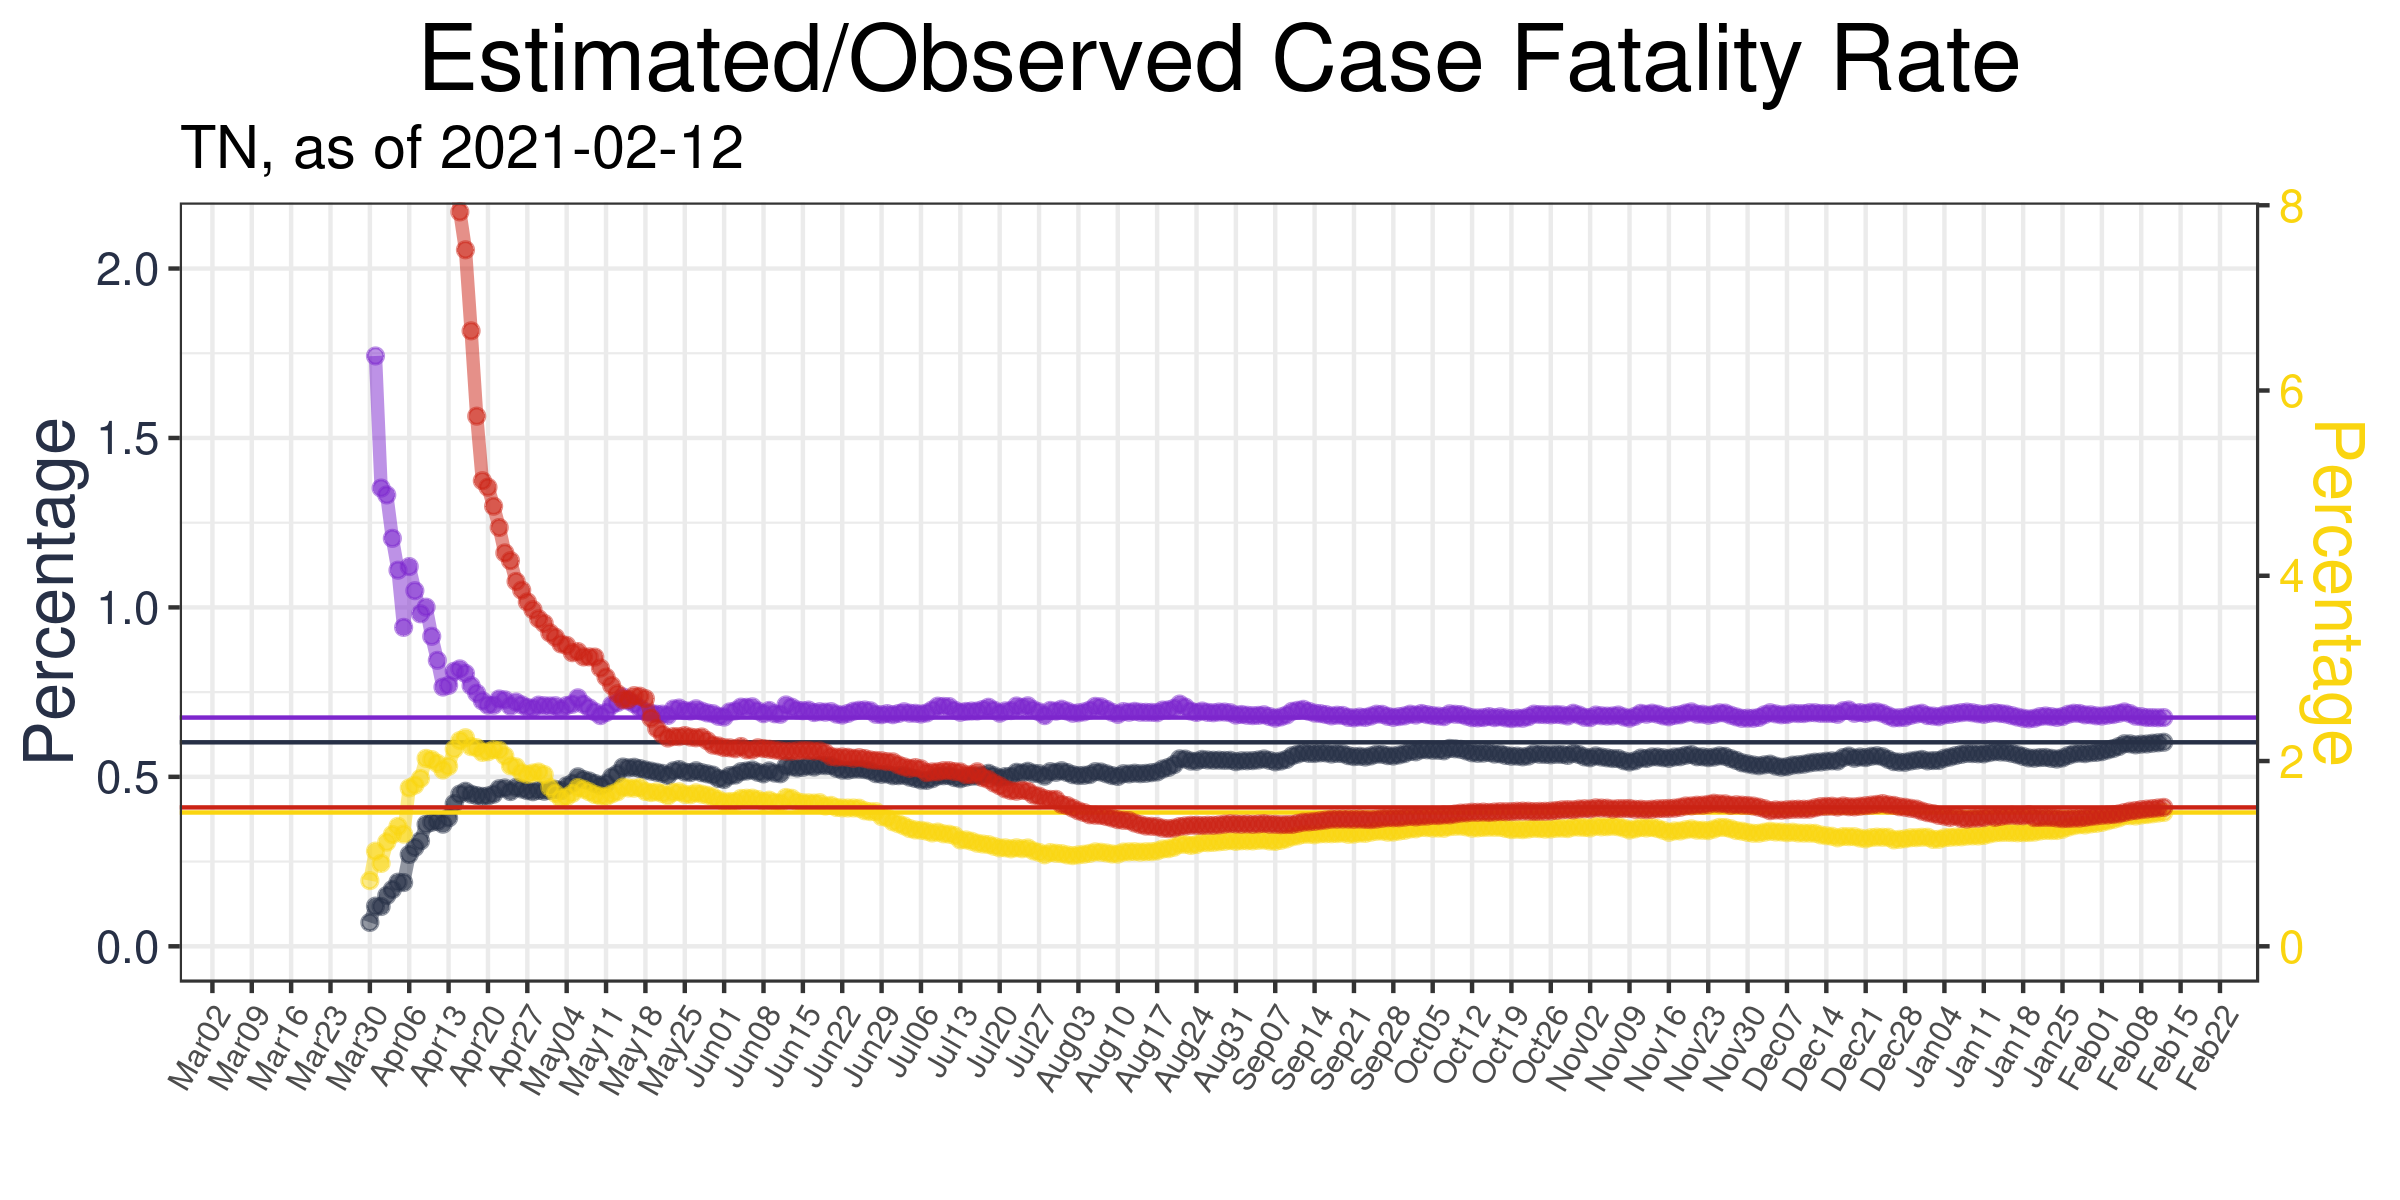 Estimated/Observed Case Fatality Rate
TN, as of 2021-02-12
Percentage
2.0
1.5
1.0
0.5
0.0
8
6
4
2
0
Percentage
Mar02
Mar09
Mar16
Mar23
Mar30
Apr06
Apr13
Apr20
Apr27
May04
May11
May18
May25
Jun01
Jun08
Jun15
Jun22
Jun29
Jul06
Jul13
Jul20
Jul27
Aug03
Aug10
Aug17
Aug24
Aug31
Sep07
Sep14
Sep21
Sep28
Oct05
Oct12
Oct19
Oct26
Nov02
Nov09
Nov16
Nov23
Nov30
Dec07
Dec14
Dec21
Dec28
Jan04
Jan11
Jan18
Jan25
Feb01
Feb08
Feb15
Feb22